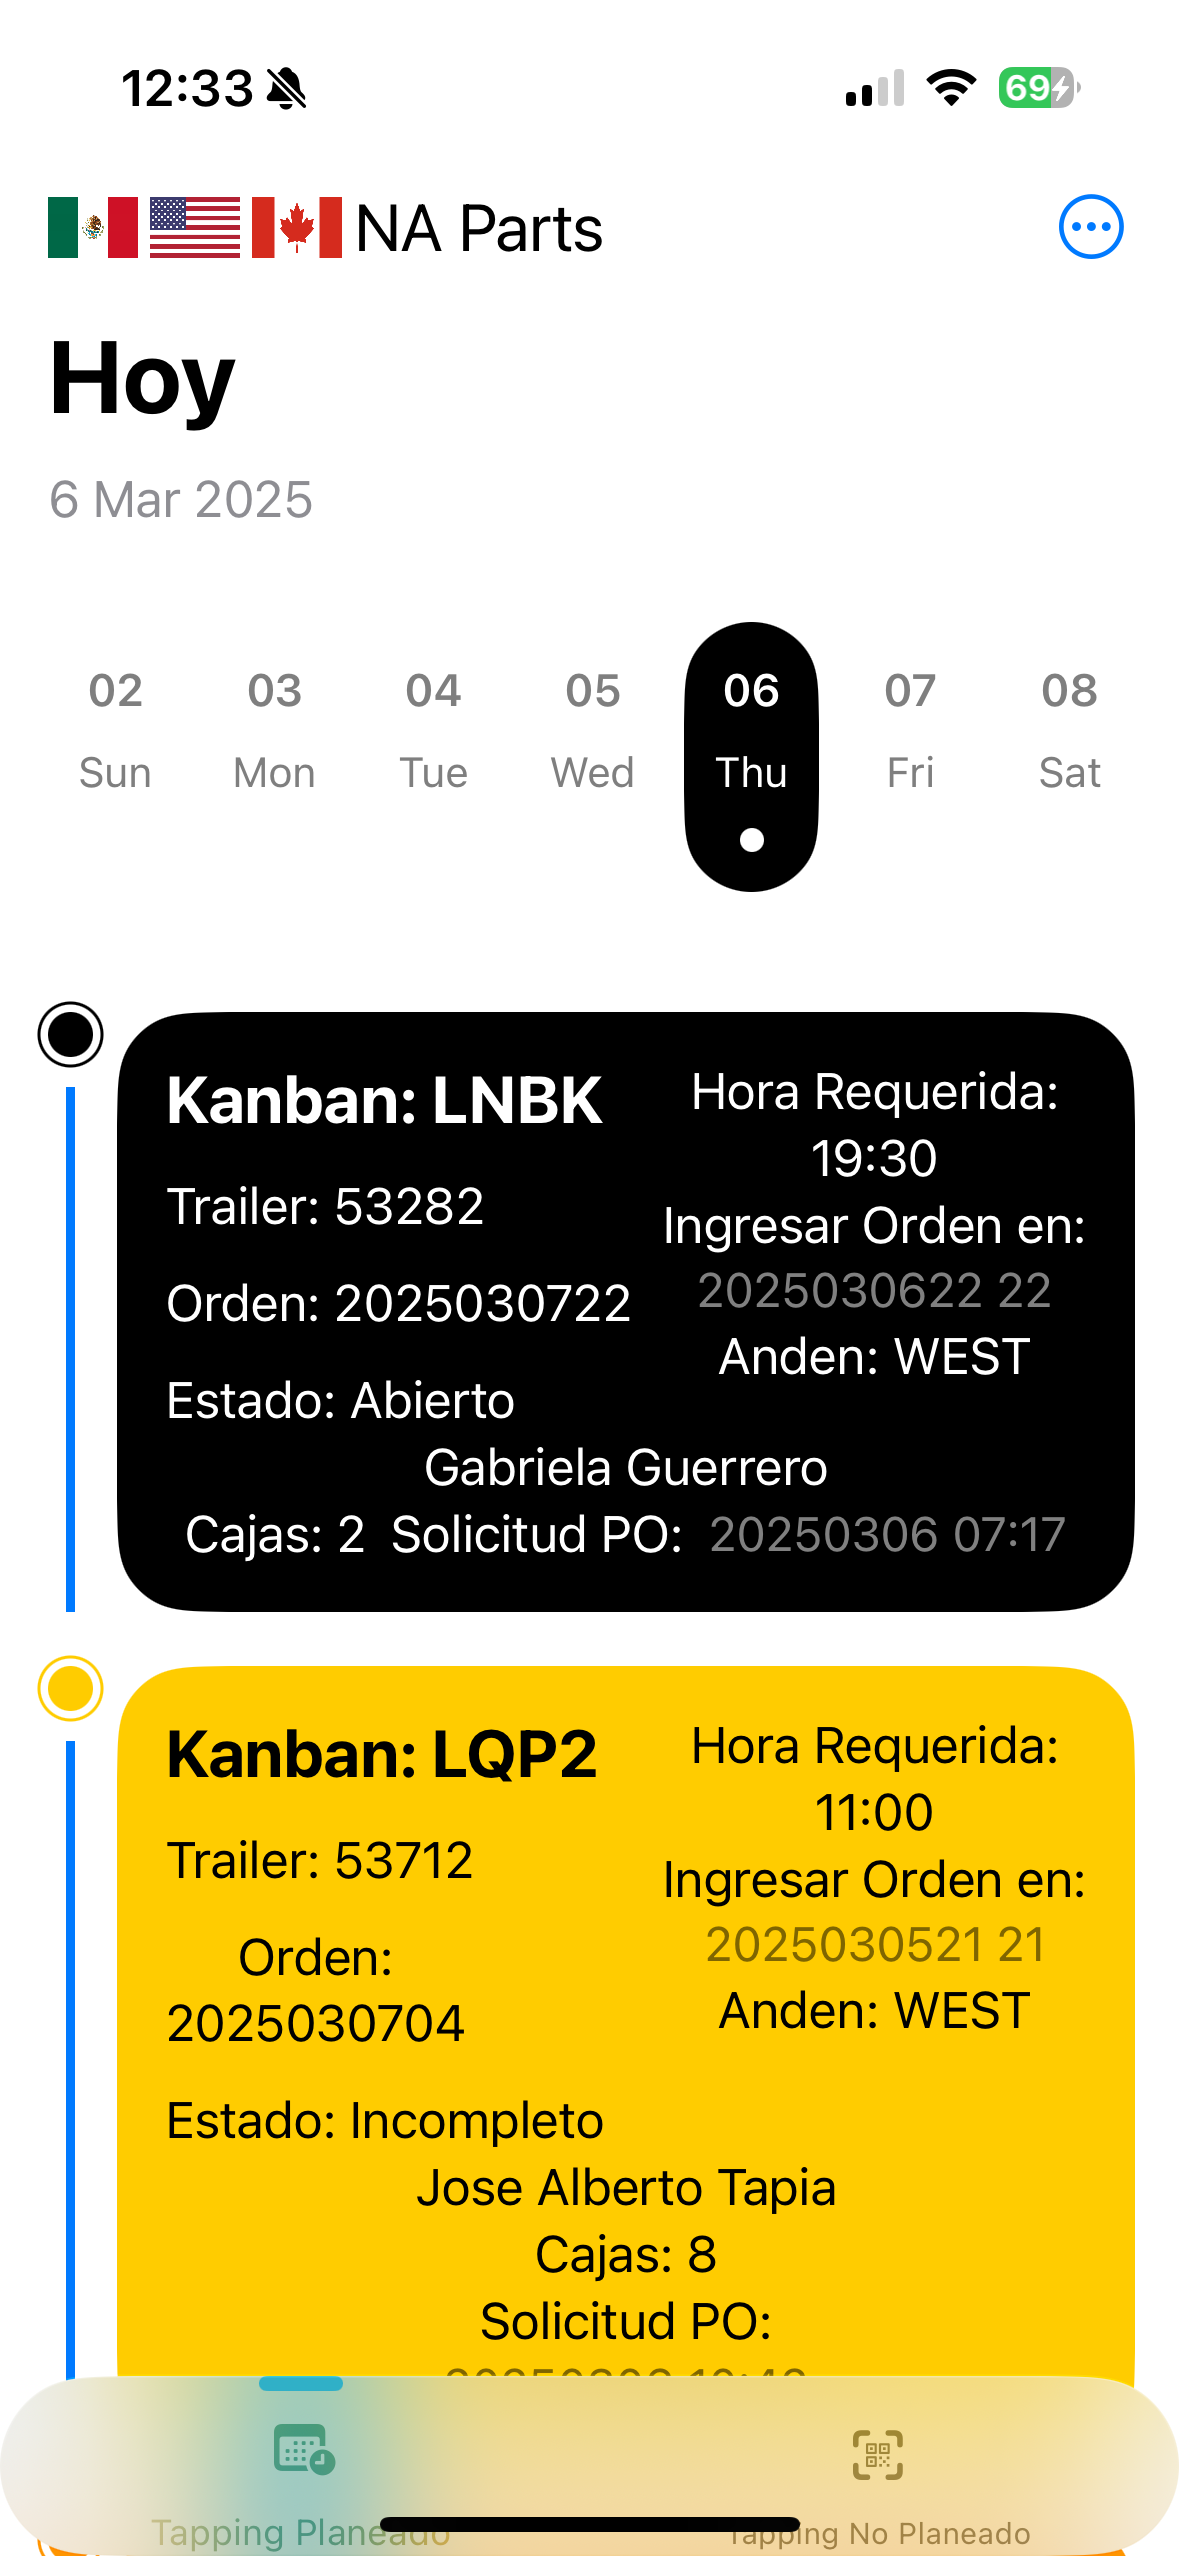 12:33
69
NA Parts
Hoy
6 Mar 2025
02 03 04 05 06 07 08
Sun Mon Tue Wed Thu Fri Sat
Kanban: LNBK
Trailer: 53282
Orden: 2025030722
Estado: Abierto
Hora Requerida:
19:30
Ingresar Orden en:
2025030622 22
Anden: WEST
Gabriela Guerrero
Cajas: 2 Solicitud PO: 20250306 07:17
Kanban: LQP2
Trailer: 53712
Orden:
2025030704
Estado: Incompleto
Hora Requerida:
11:00
Ingresar Orden en:
2025030521 21
Anden: WEST
Jose Alberto Tapia
Cajas: 8
Solicitud PO:
Tapping Planeado
Tapping No Planeado